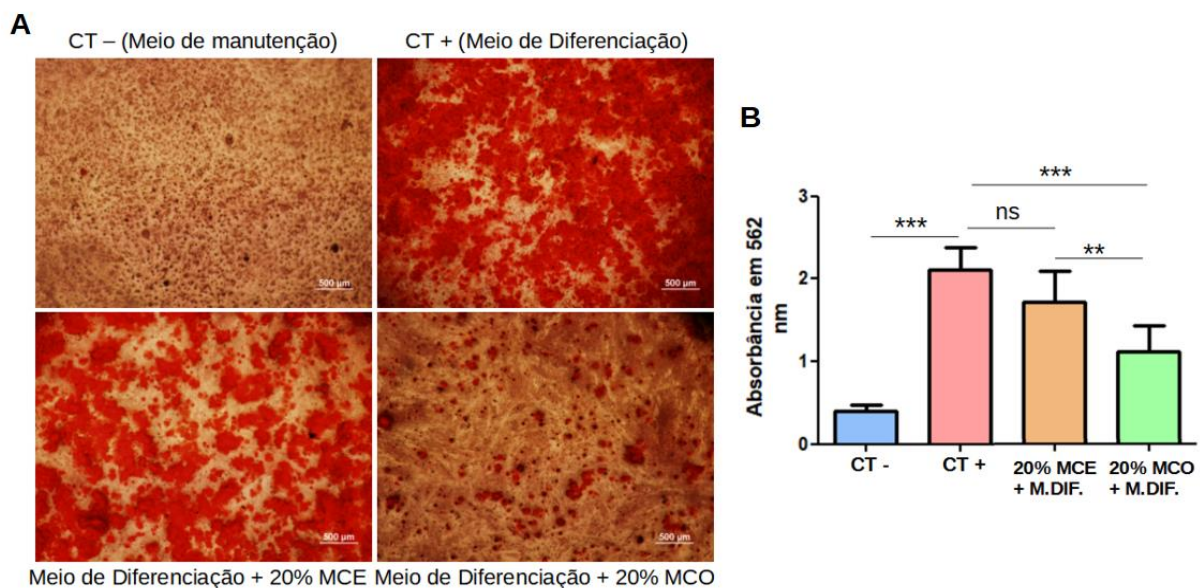 A
CT – (Meio de manutenção)
CT + (Meio de Diferenciação)
500 µm
500 µm
500 µm
500 µm
Meio de Diferenciação + 20% MCE
Meio de Diferenciação + 20% MCO
B
Absorbância em 562
nm
3
2
1
0
***
ns
***
**
CT -
CT +
20% MCE
+ M.DIF.
20% MCO
+ M.DIF.